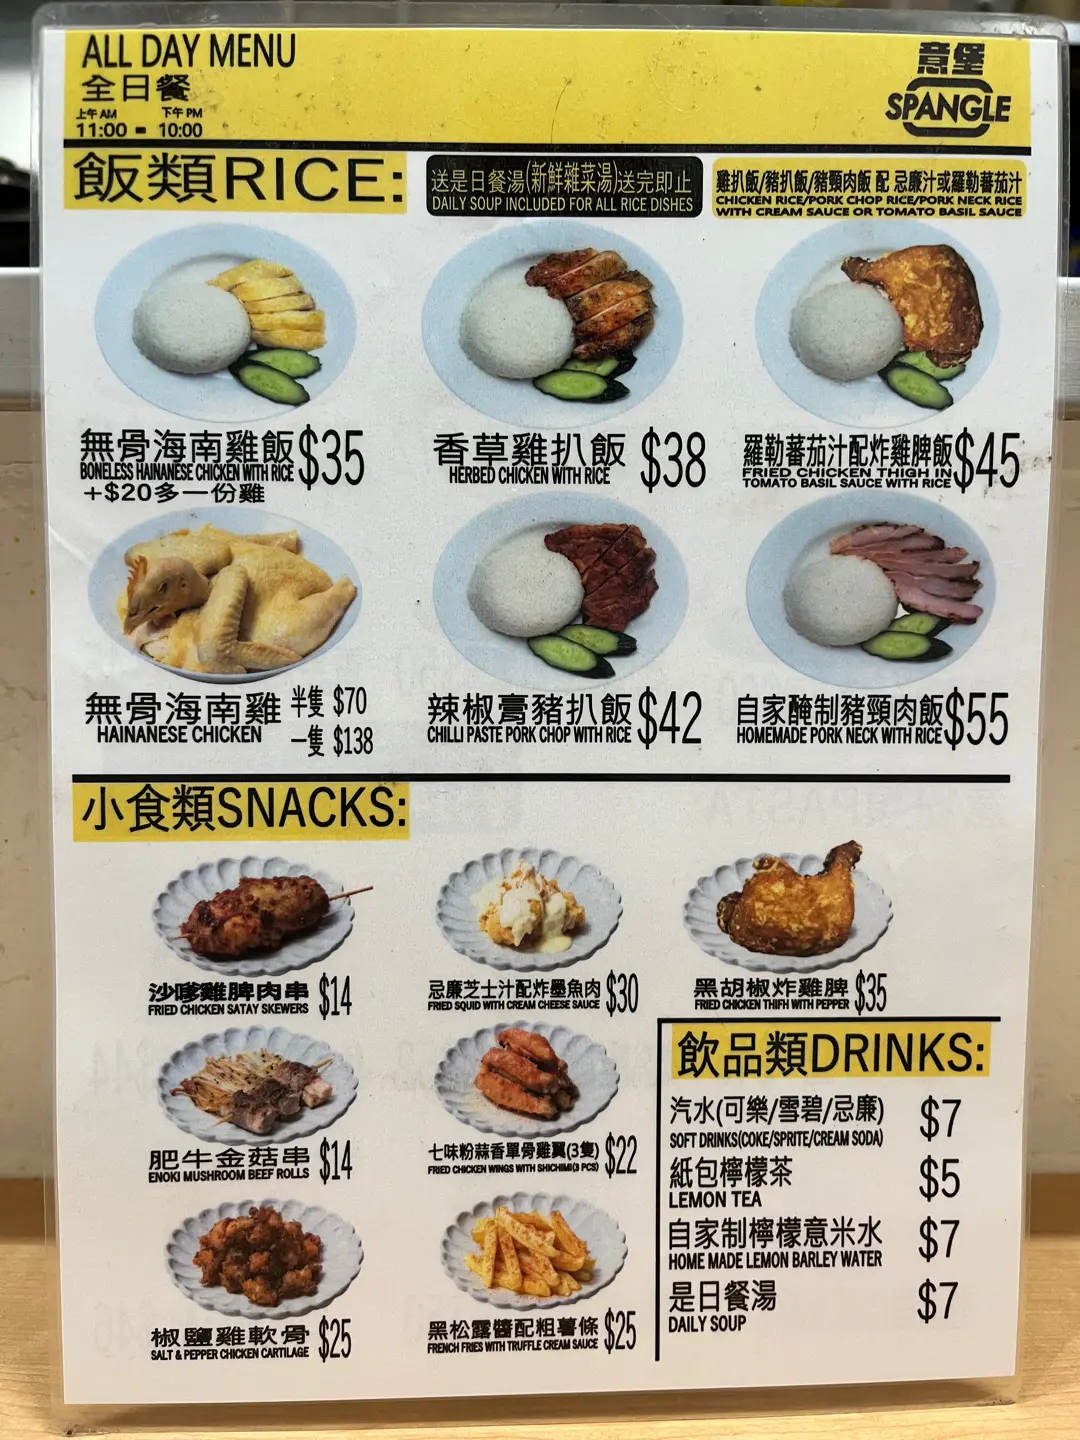 ALL DAY MENU
全日餐
上午AM 下午PM
11:00 - 10:00
意堡
SPANGLE
飯類RICE:
送是日餐湯(新鮮雜菜湯)送完即止
DAILY SOUP INCLUDED FOR ALL RICE DISHES
雞扒飯/豬扒飯/豬頸肉飯 配 忌廉汁或羅勒蕃茄汁
CHICKEN RICE/PORK CHOP RICE/PORK NECK RICE
WITH CREAM SAUCE OR TOMATO BASIL SAUCE
無骨海南雞飯 $35
BONELESS HAINANESE CHICKEN WITH RICE
+$20多一份雞
香草雞扒飯 $38
HERBED CHICKEN WITH RICE
羅勒蕃茄汁配炸雞脾飯 $45
FRIED CHICKEN THIGH IN
TOMATO BASIL SAUCE WITH RICE
無骨海南雞 半隻 $70
HAINANESE CHICKEN 一隻 $138
辣椒膏豬扒飯 $42
CHILLI PASTE PORK CHOP WITH RICE
自家醃制豬頸肉飯 $55
HOMEMADE PORK NECK WITH RICE
小食類SNACKS:
沙嗲雞脾肉串 $14
FRIED CHICKEN SATAY SKEWERS
忌廉芝士汁配炸墨魚肉 $30
FRIED SQUID WITH CREAM CHEESE SAUCE
黑胡椒炸雞脾 $35
FRIED CHICKEN THIFH WITH PEPPER
肥牛金菇串 $14
ENOKI MUSHROOM BEEF ROLLS
七味粉蒜香單骨雞翼(3隻) $22
FRIED CHICKEN WINGS WITH SHICHIMI(3 PCS)
椒鹽雞軟骨 $25
SALT & PEPPER CHICKEN CARTILAGE
黑松露醬配粗薯條 $25
FRENCH FRIES WITH TRUFFLE CREAM SAUCE
飲品類DRINKS:
汽水(可樂/雪碧/忌廉) $7
SOFT DRINKS(COKE/SPRITE/CREAM SODA)
紙包檸檬茶 $5
LEMON TEA
自家制檸檬意米水 $7
HOME MADE LEMON BARLEY WATER
是日餐湯 $7
DAILY SOUP